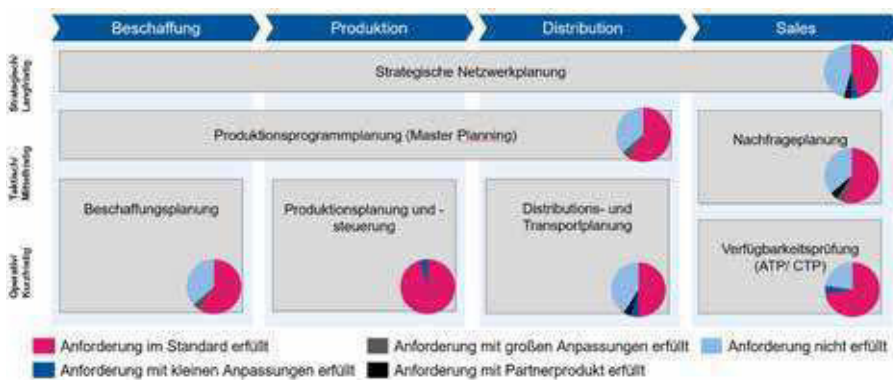 Beschaffung
Produktion
Distribution
Sales
Strategisch/
Langfristig
Strategische Netzwerkplanung
Taktisch/
Mittelfristig
Produktionsprogrammplanung (Master Planning)
Nachfrageplanung
Operativ/
Kurzfristig
Beschaffungsplanung
Produktionsplanung und -
steuerung
Distributions- und
Transportplanung
Verfügbarkeitsprüfung
(ATP/ CTP)
Anforderung im Standard erfüllt
Anforderung mit großen Anpassungen erfüllt
Anforderung nicht erfüllt
Anforderung mit kleinen Anpassungen erfüllt
Anforderung mit Partnerprodukt erfüllt